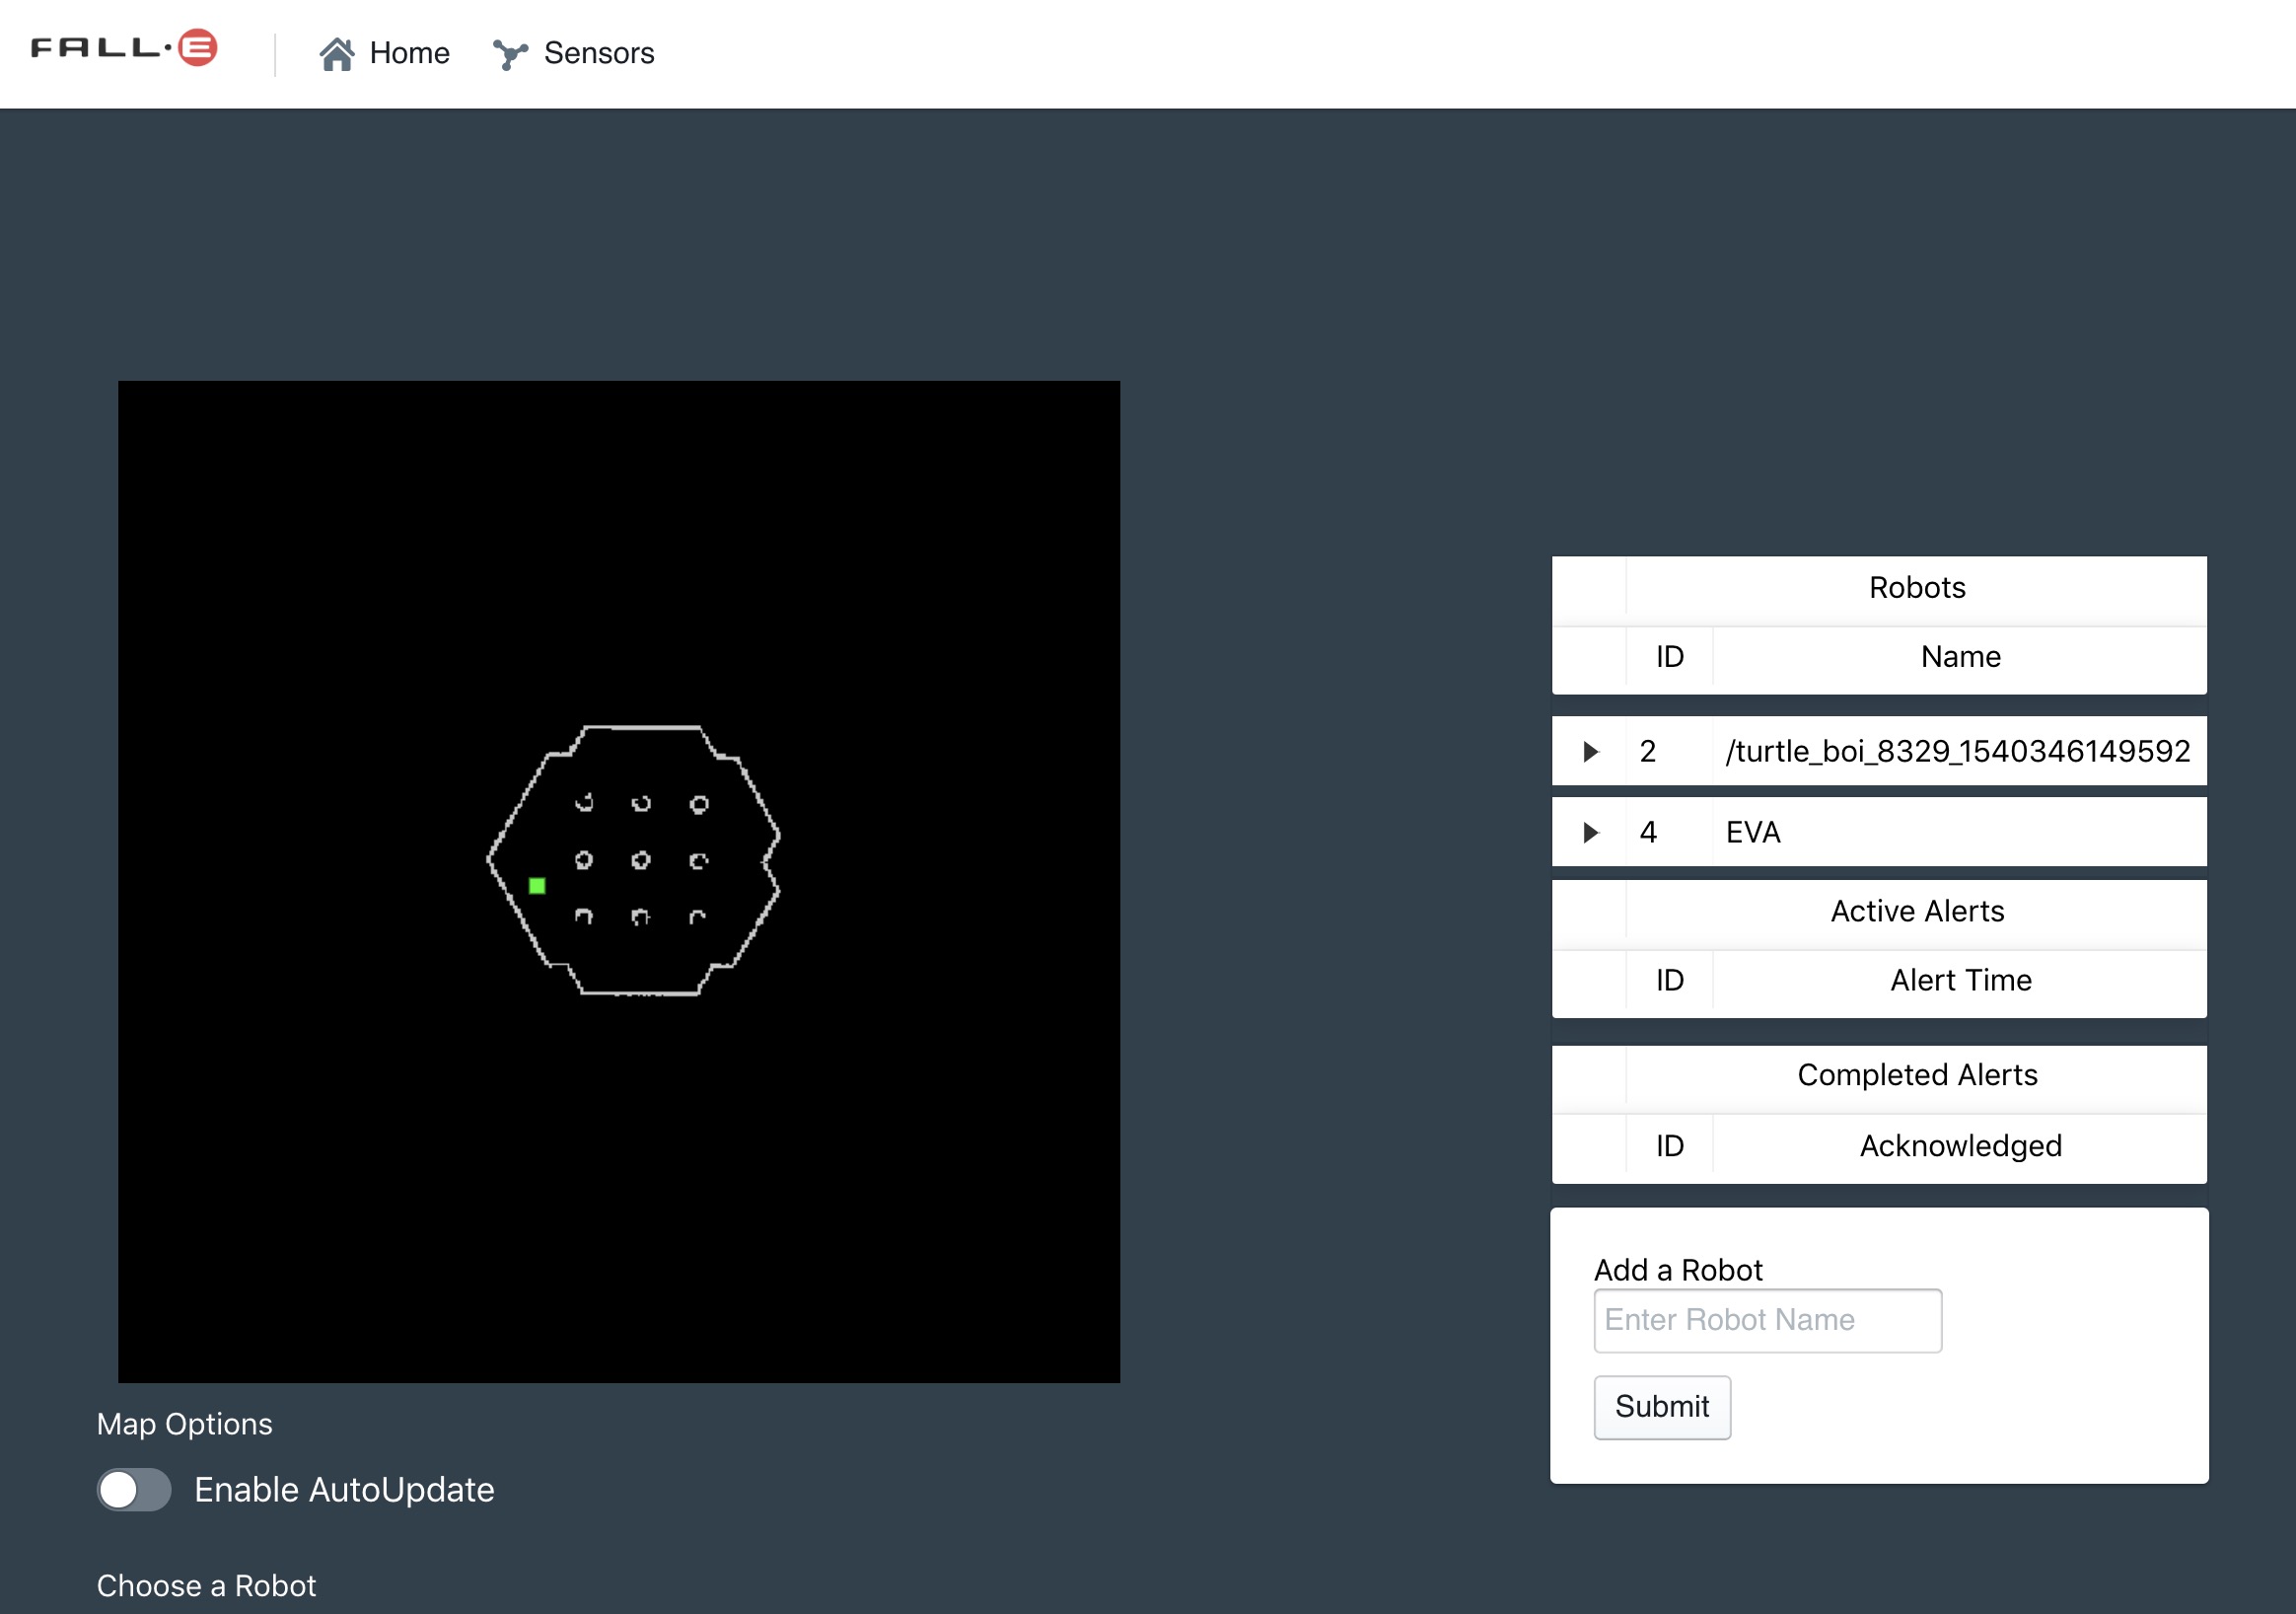 FALL·E
Home
Sensors
Robots
ID Name
2 /turtle_boi_8329_1540346149592
4 EVA
Active Alerts
ID Alert Time
Completed Alerts
ID Acknowledged
Add a Robot
Enter Robot Name
Submit
Map Options
Enable AutoUpdate
Choose a Robot